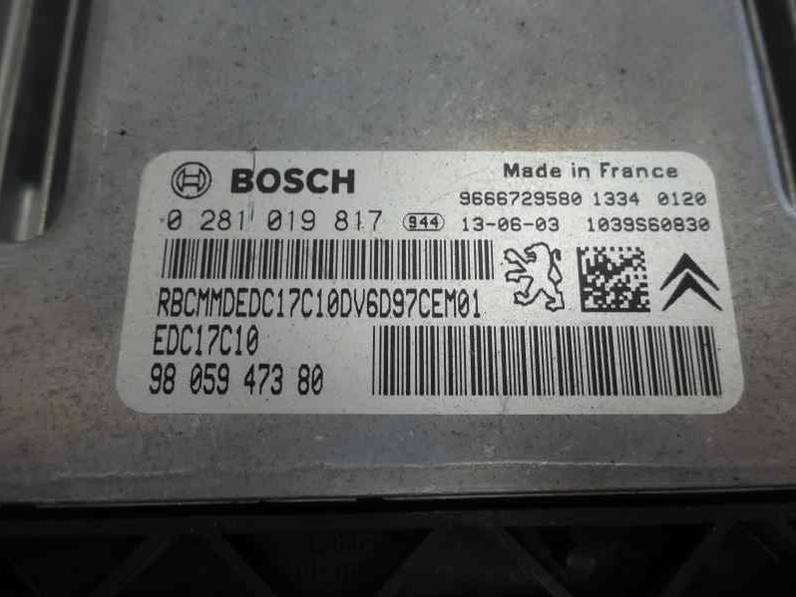 BOSCH
Made in France
9666729580 1334 0120
0 281 019 817 944 13-06-03 1039S60830
RBCMMDEDC17C10DV6D97CEM01
EDC17C10
98 059 473 80